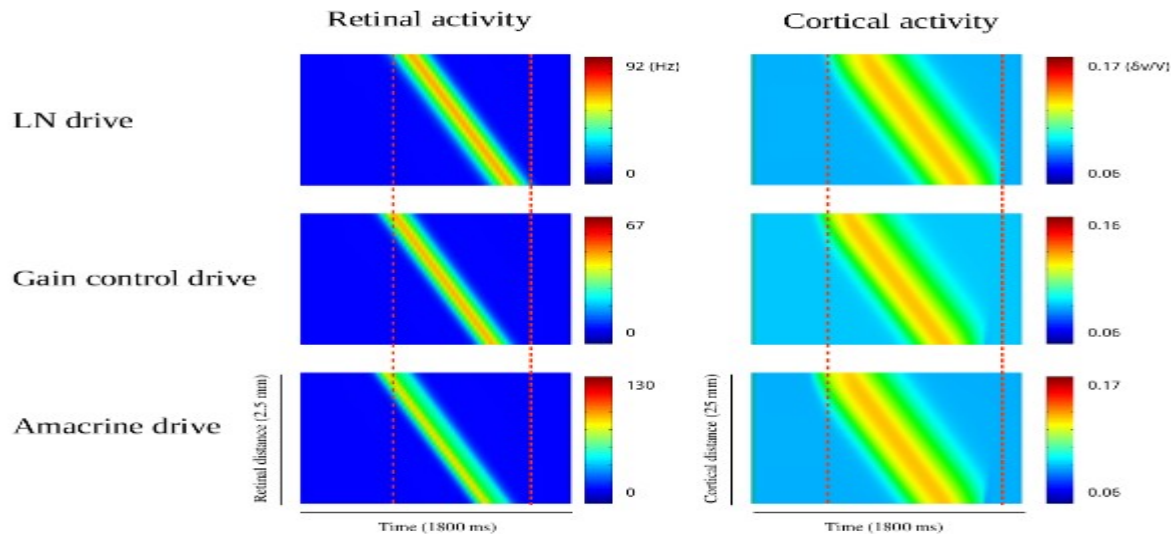 Retinal activity
Cortical activity
LN drive
92 (Hz)
0
0.17 (δv/V)
0.06
Gain control drive
67
0
0.16
0.06
Amacrine drive
Retinal distance (2.5 mm)
130
0
Cortical distance (25 mm)
0.17
0.06
Time (1800 ms)
Time (1800 ms)